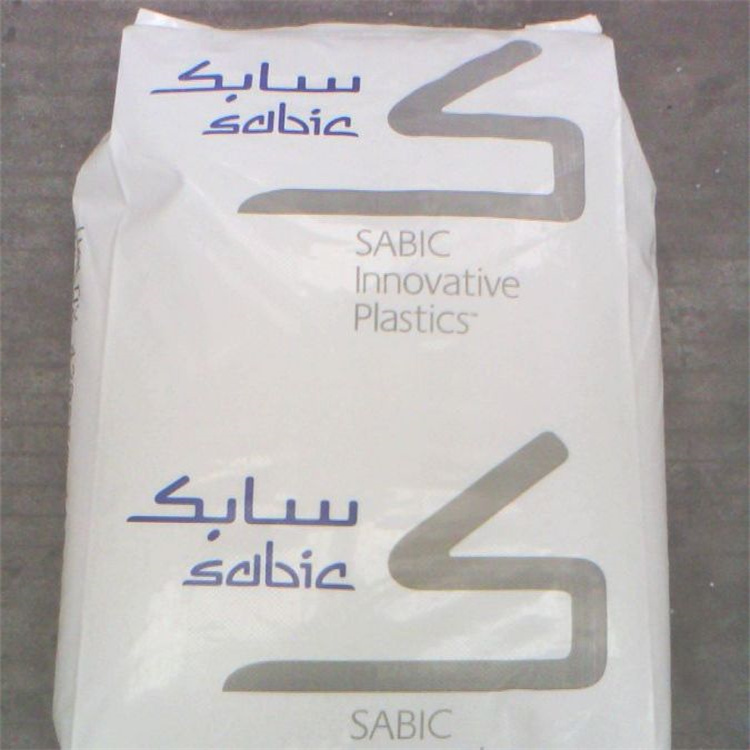 سابك
sabic
SABIC
Innovative
Plastics™
سابك
sabic
SABIC